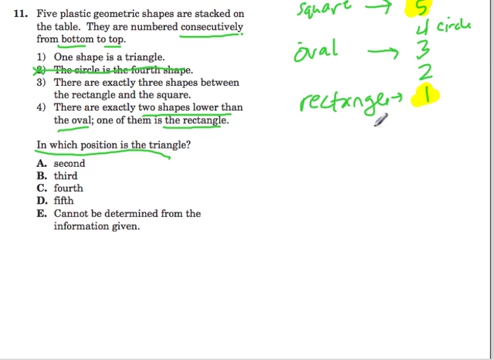 11. Five plastic geometric shapes are stacked on
the table. They are numbered consecutively
from bottom to top.
1) One shape is a triangle.
2) The circle is the fourth shape.
3) There are exactly three shapes between
the rectangle and the square.
4) There are exactly two shapes lower than
the oval; one of them is the rectangle.
In which position is the triangle?
A. second
B. third
C. fourth
D. fifth
E. Cannot be determined from the
information given.
square → 5
4 circle
oval → 3
2
rectangle → 1